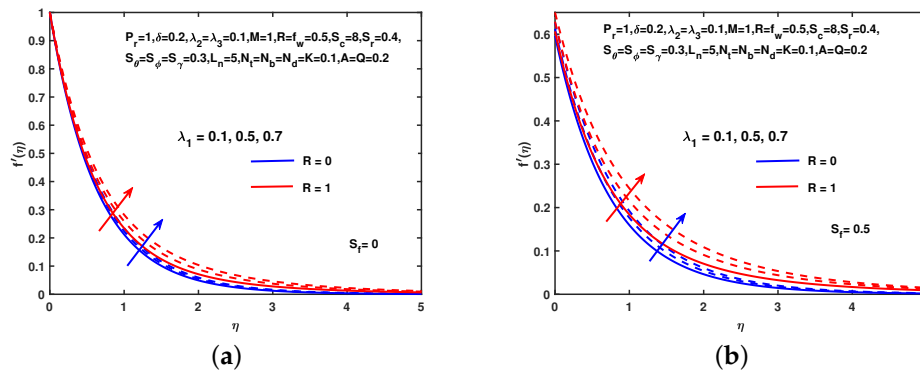 P_r=1,δ=0.2,λ_2=λ_3=0.1,M=1,R=f_w=0.5,S_c=8,S_r=0.4,
S_θ=S_ϕ=S_γ=0.3,L_n=5,N_t=N_b=N_d=K=0.1,A=Q=0.2
λ_1 = 0.1, 0.5, 0.7
R = 0
R = 1
S_f= 0
f'(η)
1
0.9
0.8
0.7
0.6
0.5
0.4
0.3
0.2
0.1
0
0 1 2 3 4 5
η
(a)
P_r=1,δ=0.2,λ_2=λ_3=0.1,M=1,R=f_w=0.5,S_c=8,S_r=0.4,
S_θ=S_ϕ=S_γ=0.3,L_n=5,N_t=N_b=N_d=K=0.1,A=Q=0.2
λ_1 = 0.1, 0.5, 0.7
R = 0
R = 1
S_f= 0.5
f'(η)
0.6
0.5
0.4
0.3
0.2
0.1
0
0 1 2 3 4
η
(b)